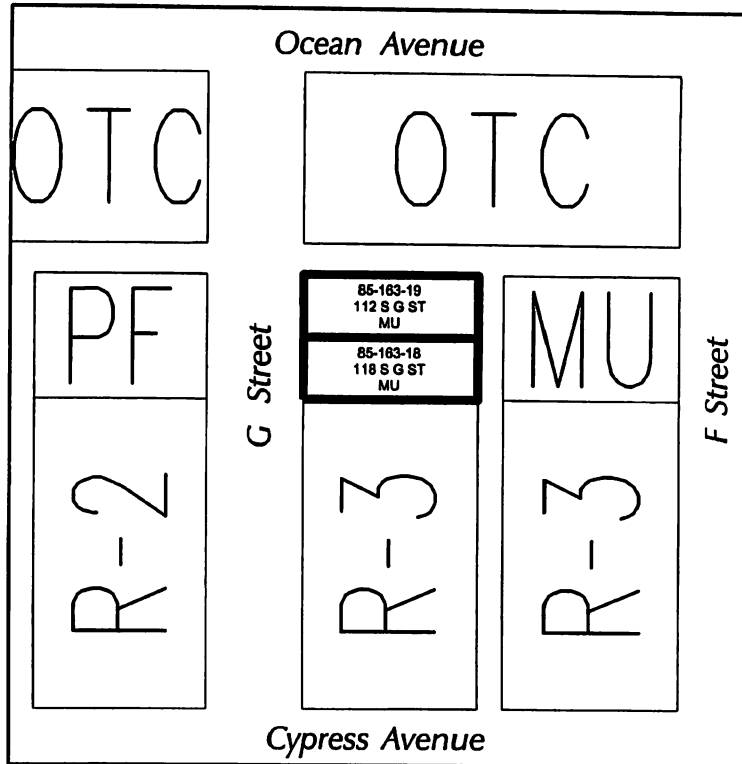 Ocean Avenue
OTC
OTC
PF
G Street
85-163-19
112 S G ST
MU
85-163-18
118 S G ST
MU
MU
F Street
R-2
R-3
R-3
Cypress Avenue